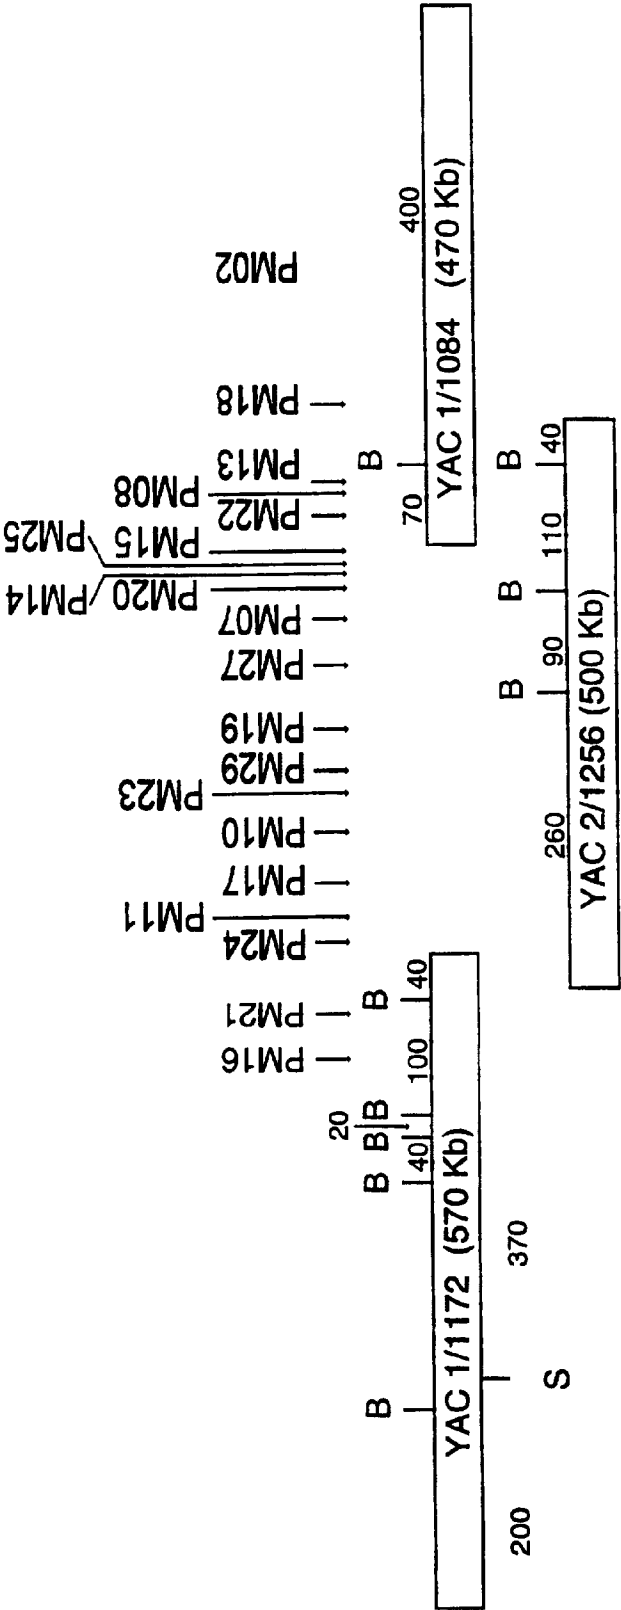 PM02
PM18
PM13
PM08
PM22
PM15
PM25
PM14
PM20
PM07
PM27
PM19
PM29
PM23
PM10
PM17
PM11
PM24
PM21
PM16
B
70
400
YAC 1/1084 (470 Kb)
B
B
B
260
90
110
40
YAC 2/1256 (500 Kb)
20
B
B
B
B
B
40
100
40
YAC 1/1172 (570 Kb)
200
370
S